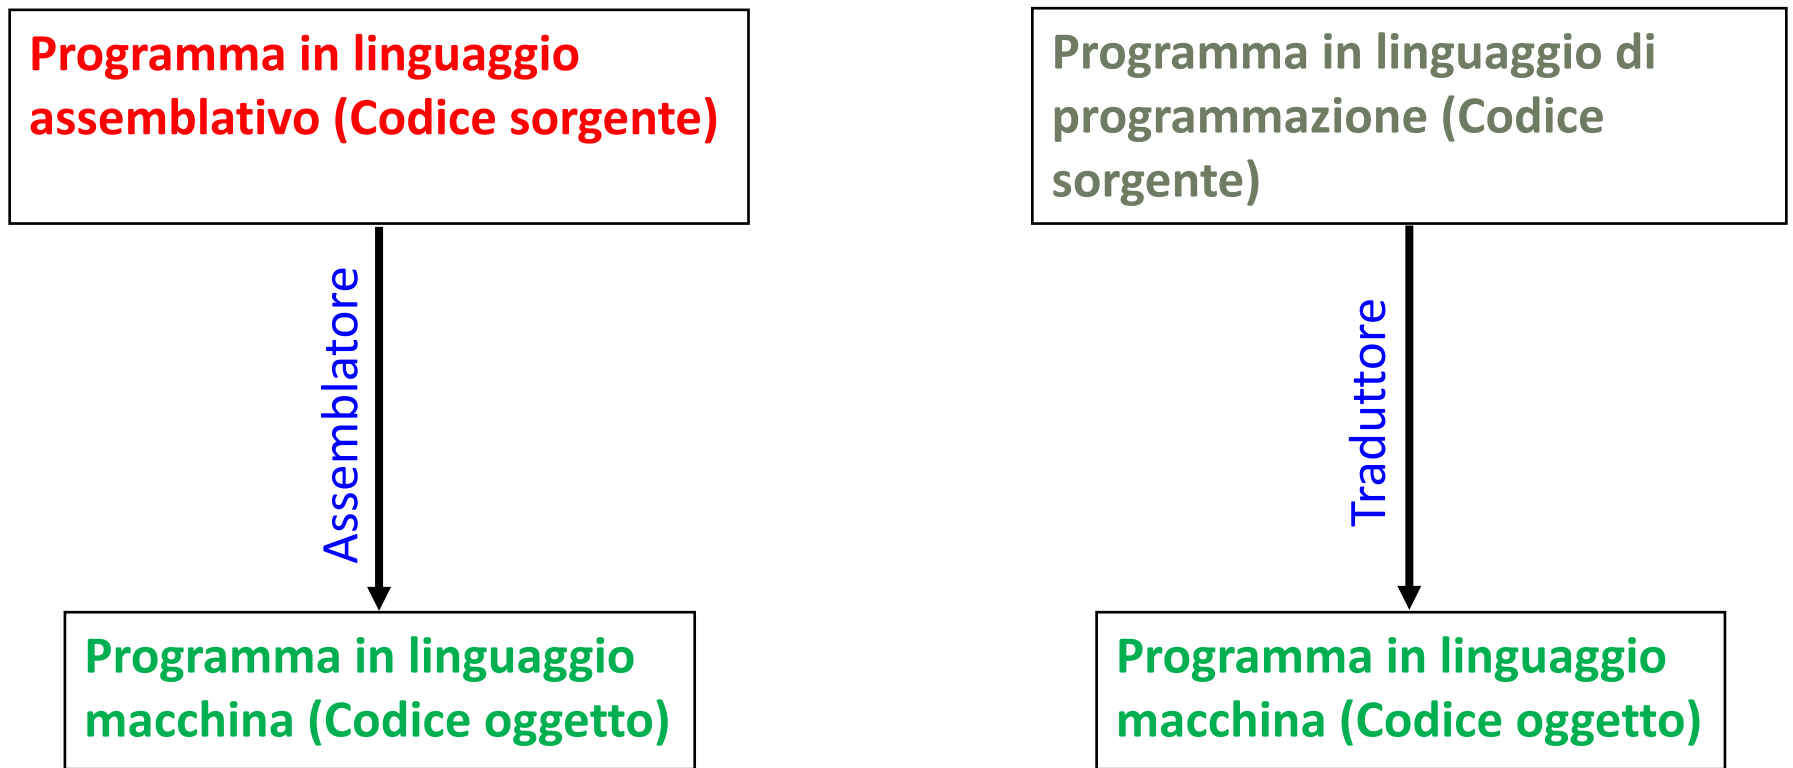 Programma in linguaggio
assemblativo (Codice sorgente)
Programma in linguaggio di
programmazione (Codice
sorgente)
Assemblatore
Traduttore
Programma in linguaggio
macchina (Codice oggetto)
Programma in linguaggio
macchina (Codice oggetto)